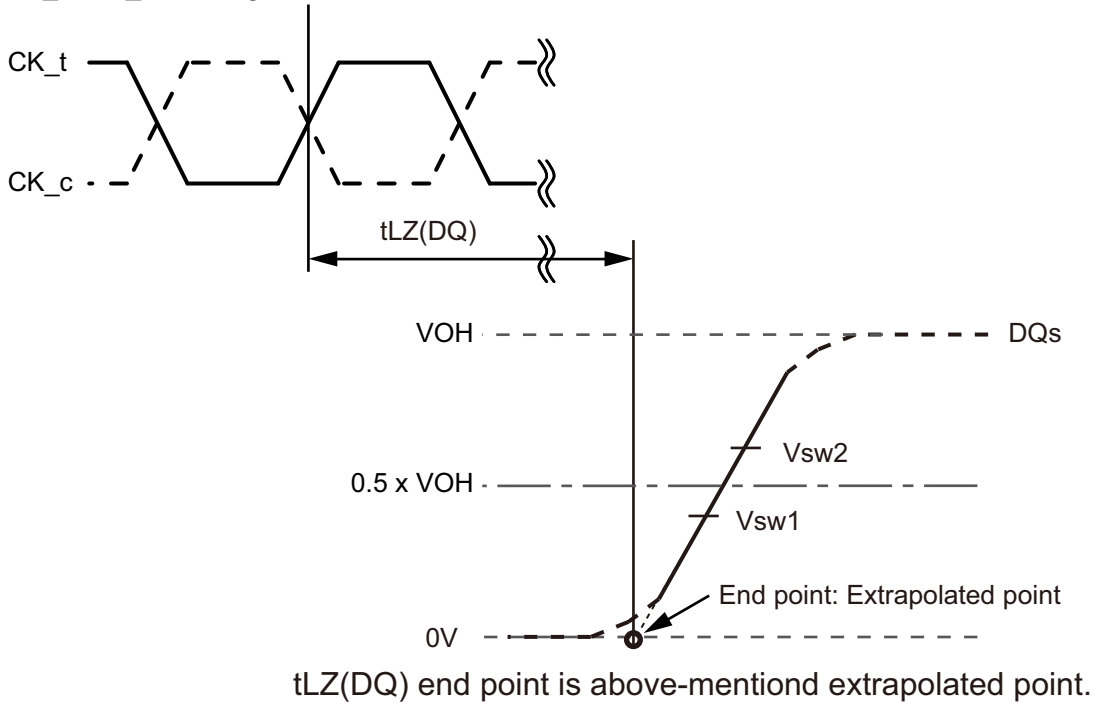 CK_t
CK_c
tLZ(DQ)
VOH
DQs
Vsw2
0.5 x VOH
Vsw1
End point: Extrapolated point
0V
tLZ(DQ) end point is above-mentiond extrapolated point.